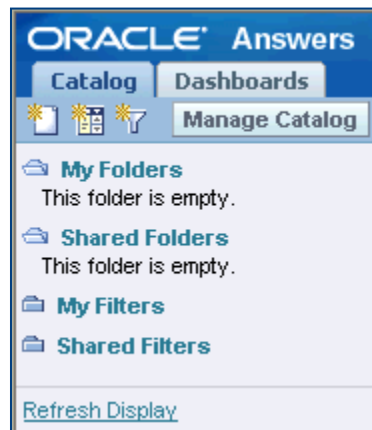 ORACLE Answers
Catalog Dashboards
Manage Catalog
My Folders
This folder is empty.
Shared Folders
This folder is empty.
My Filters
Shared Filters
Refresh Display